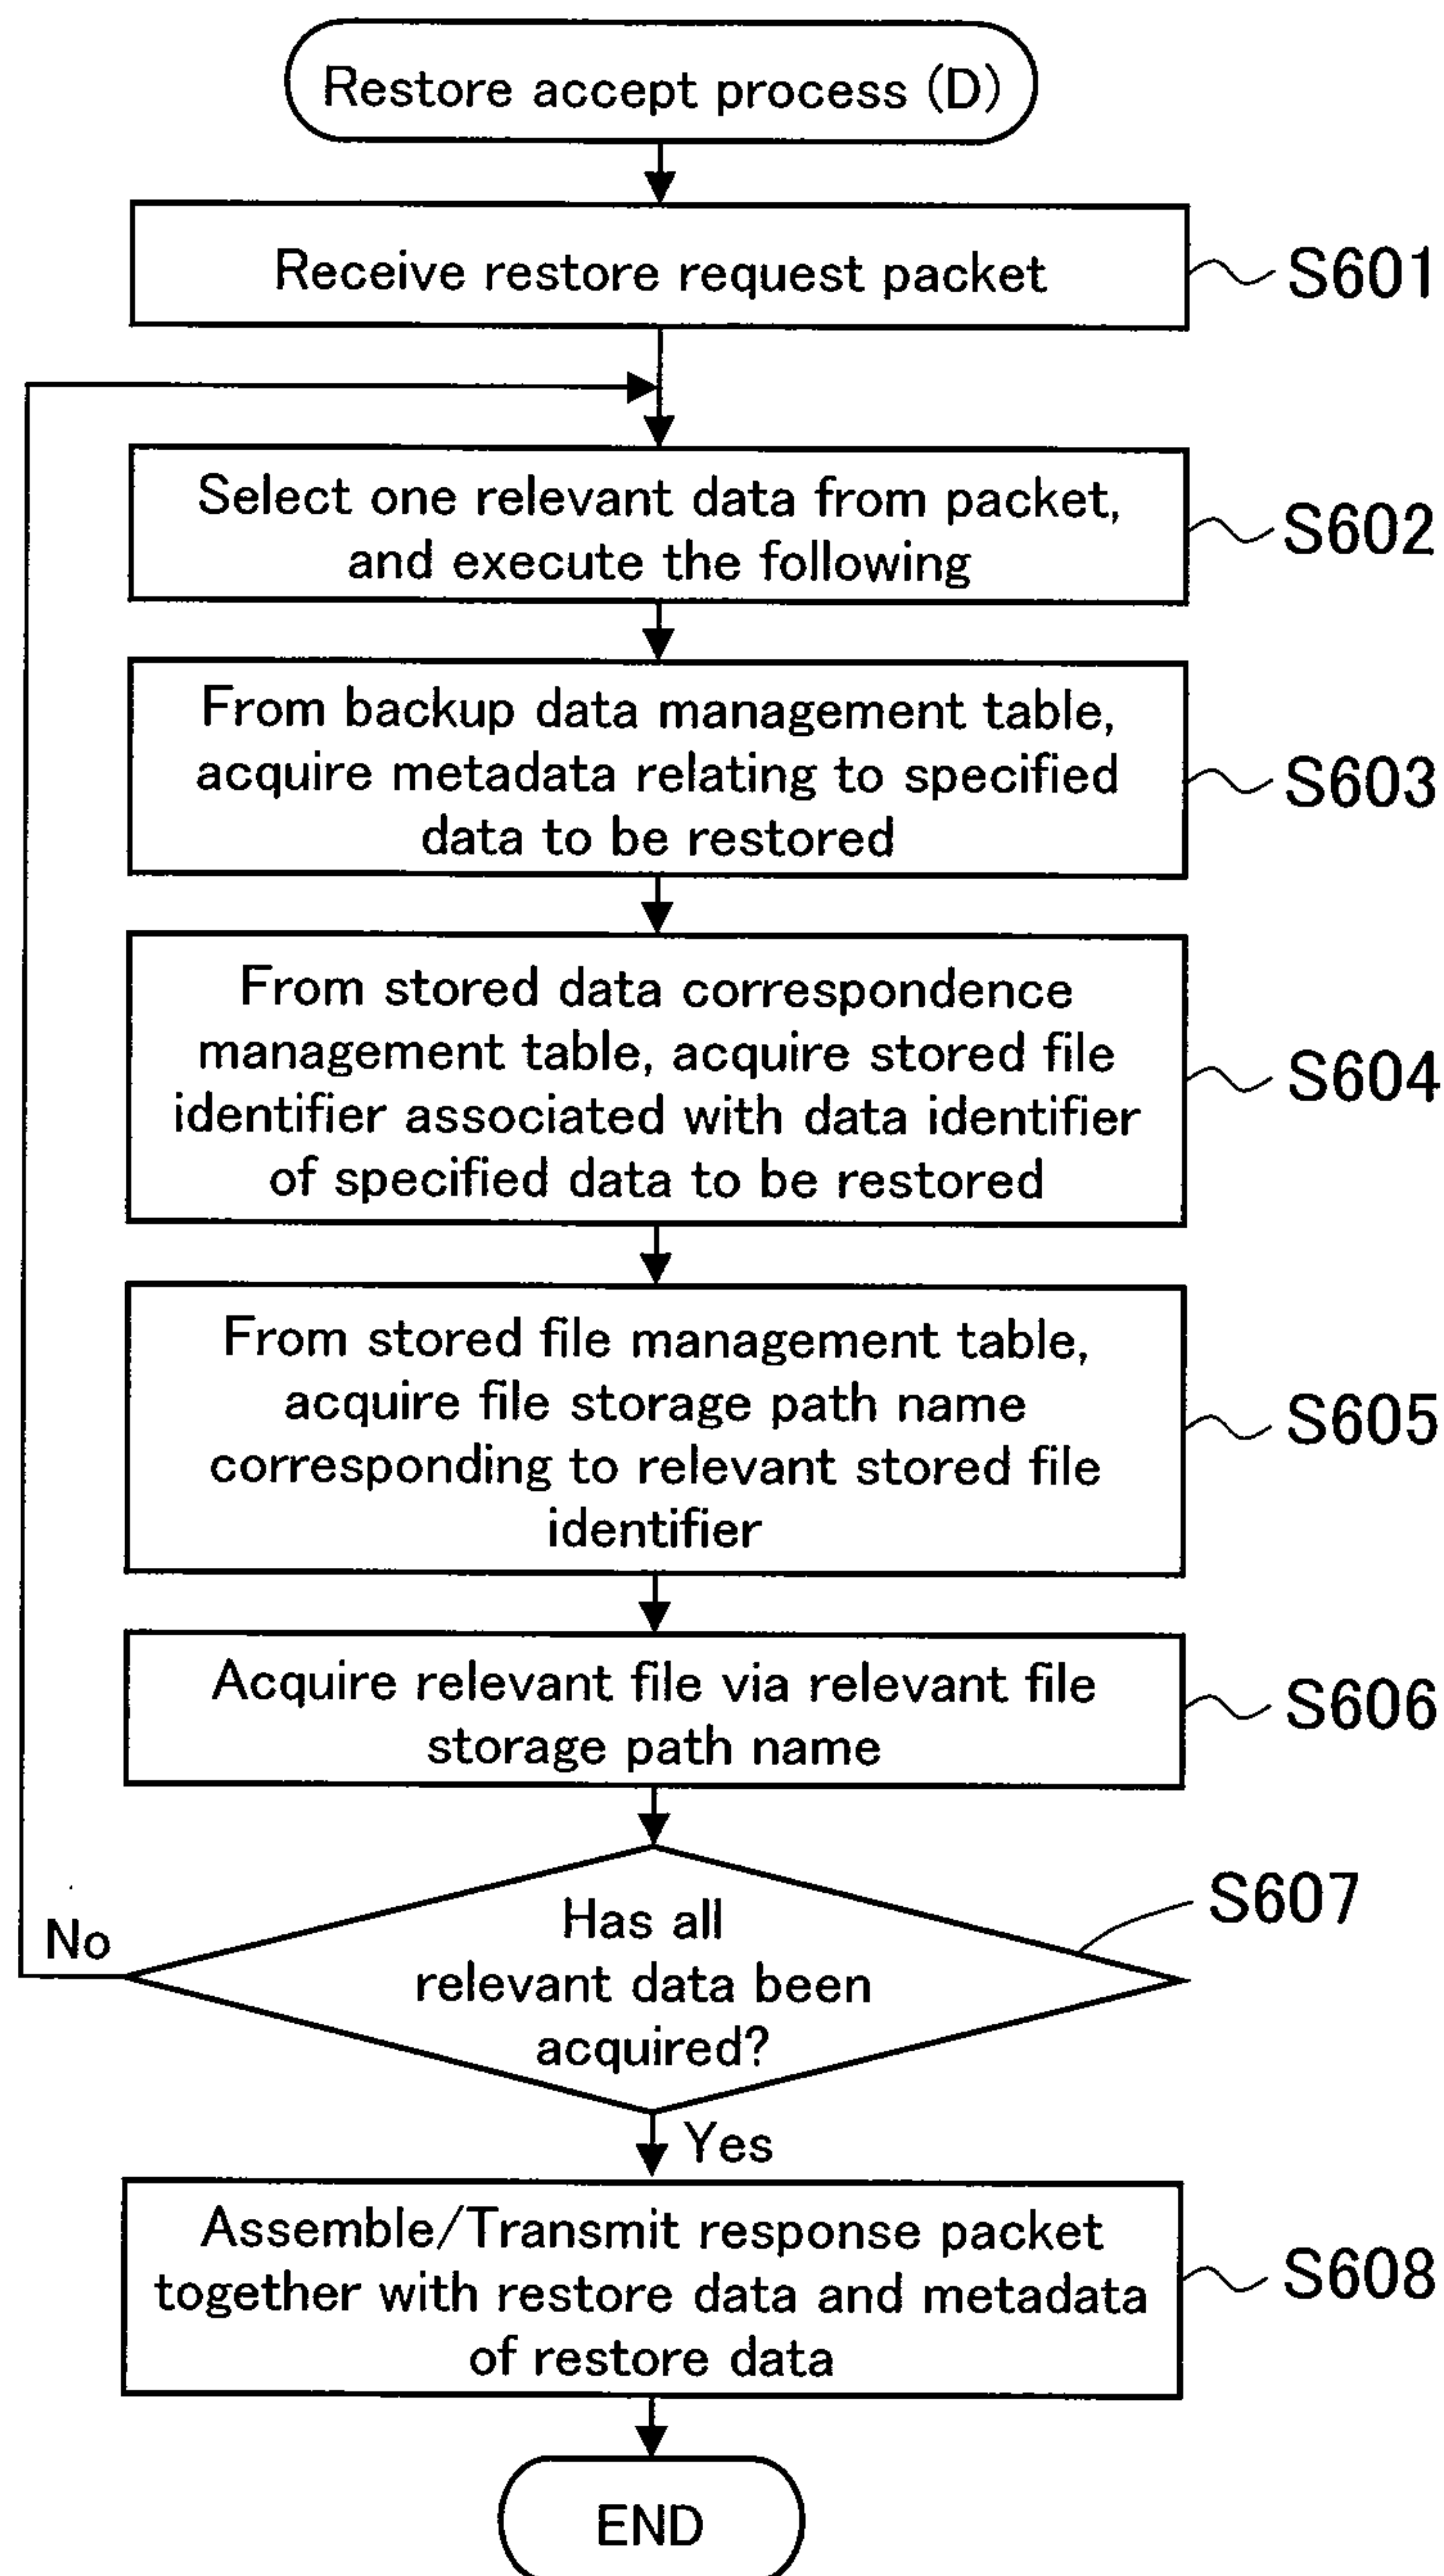 Restore accept process (D)
Receive restore request packet
S601
Select one relevant data from packet,
and execute the following
S602
From backup data management table,
acquire metadata relating to specified
data to be restored
S603
From stored data correspondence
management table, acquire stored file
identifier associated with data identifier
of specified data to be restored
S604
From stored file management table,
acquire file storage path name
corresponding to relevant stored file
identifier
S605
Acquire relevant file via relevant file
storage path name
S606
Has all
relevant data been
acquired?
S607
No
Yes
Assemble/Transmit response packet
together with restore data and metadata
of restore data
S608
END